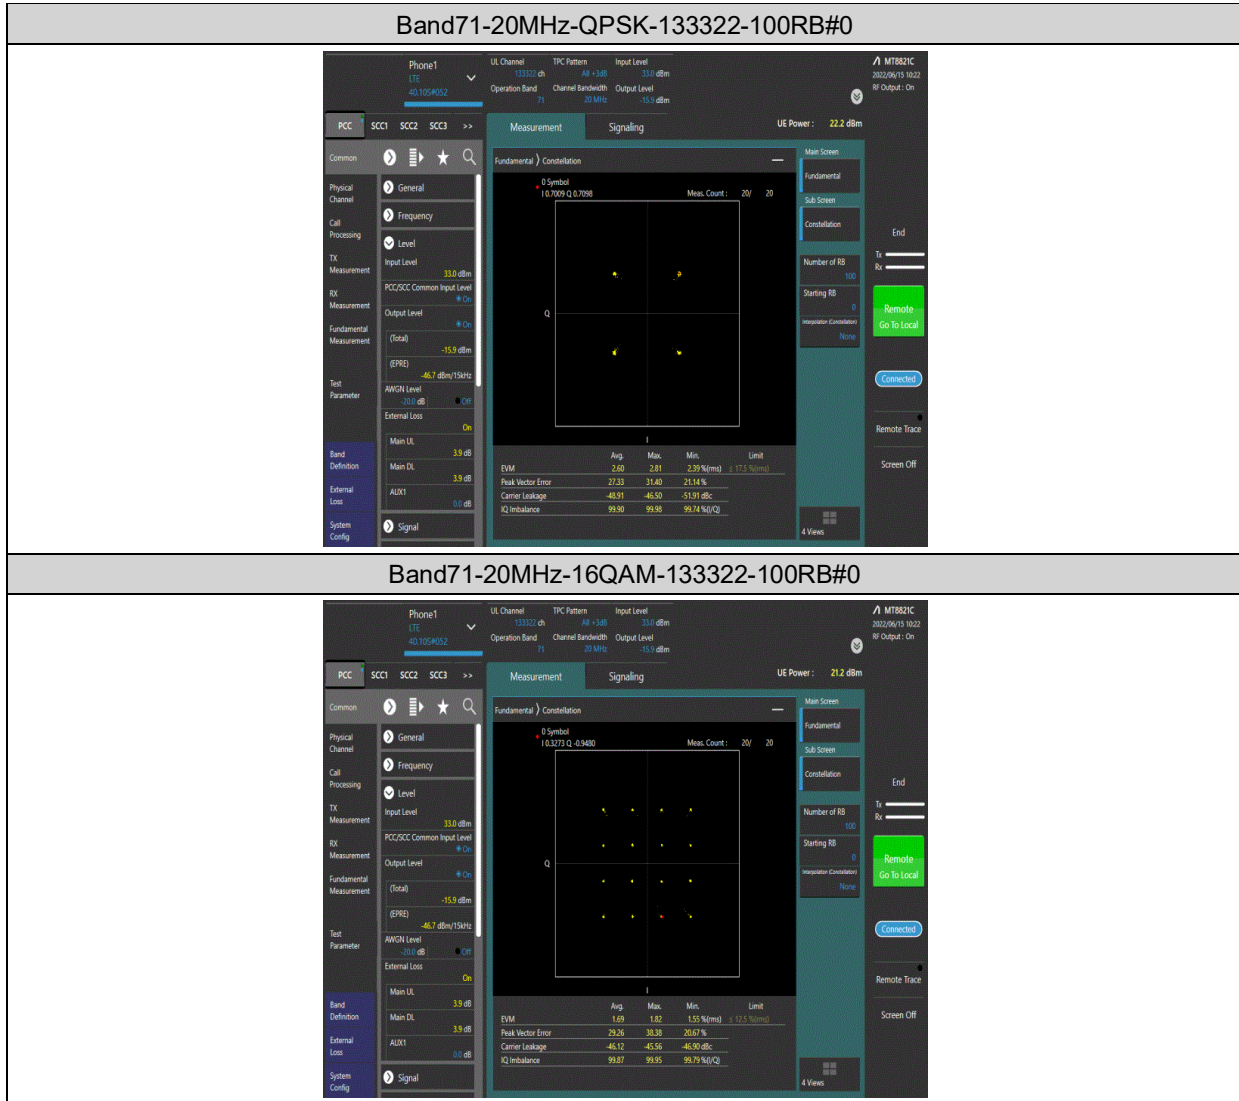 Band71-20MHz-QPSK-133322-100RB#0
Phone1
LTE
40.10S#052
UL Channel TPC Pattern Input Level
133322 ch All +3dB 33.0 dBm
Operation Band Channel Bandwidth Output Level
71 20 MHz -15.9 dBm
MT8821C
2022/06/15 10:22
RF Output : On
PCC SCC1 SCC2 SCC3 >>
Measurement Signaling
UE Power : 22.2 dBm
Common
Physical Channel
Call Processing
TX Measurement
RX Measurement
Fundamental Measurement
Test Parameter
Band Definition
External Loss
System Config
General
Frequency
Level
Input Level
33.0 dBm
PCC/SCC Common Input Level
On
Output Level
On
(Total)
-15.9 dBm
(EPRE)
-46.7 dBm/15kHz
AWGN Level
-20.0 dB Off
External Loss
On
Main UL
3.9 dB
Main DL
3.9 dB
AUX1
0.0 dB
Signal
Fundamental Constellation
0 Symbol
I 0.7009 Q 0.7098 Meas. Count : 20/ 20
Q
I
Avg. Max. Min. Limit
EVM 2.60 2.81 2.39 %(rms) ≤ 17.5 %(rms)
Peak Vector Error 27.33 31.40 21.14 %
Carrier Leakage -48.91 -46.50 -51.91 dBc
IQ Imbalance 99.90 99.98 99.74 %(I/Q)
Main Screen
Fundamental
Sub Screen
Constellation
Number of RB
100
Starting RB
0
Interpolation (Constellation)
None
4 Views
End
Tx
Rx
Remote
Go To Local
Connected
Remote Trace
Screen Off
Band71-20MHz-16QAM-133322-100RB#0
Phone1
LTE
40.10S#052
UL Channel TPC Pattern Input Level
133322 ch All +3dB 33.0 dBm
Operation Band Channel Bandwidth Output Level
71 20 MHz -15.9 dBm
MT8821C
2022/06/15 10:22
RF Output : On
PCC SCC1 SCC2 SCC3 >>
Measurement Signaling
UE Power : 21.2 dBm
Common
Physical Channel
Call Processing
TX Measurement
RX Measurement
Fundamental Measurement
Test Parameter
Band Definition
External Loss
System Config
General
Frequency
Level
Input Level
33.0 dBm
PCC/SCC Common Input Level
On
Output Level
On
(Total)
-15.9 dBm
(EPRE)
-46.7 dBm/15kHz
AWGN Level
-20.0 dB Off
External Loss
On
Main UL
3.9 dB
Main DL
3.9 dB
AUX1
0.0 dB
Signal
Fundamental Constellation
0 Symbol
I 0.3273 Q -0.9480 Meas. Count : 20/ 20
Q
I
Avg. Max. Min. Limit
EVM 1.69 1.82 1.55 %(rms) ≤ 12.5 %(rms)
Peak Vector Error 29.26 38.38 20.67 %
Carrier Leakage -46.12 -45.56 -46.90 dBc
IQ Imbalance 99.87 99.95 99.79 %(I/Q)
Main Screen
Fundamental
Sub Screen
Constellation
Number of RB
100
Starting RB
0
Interpolation (Constellation)
None
4 Views
End
Tx
Rx
Remote
Go To Local
Connected
Remote Trace
Screen Off